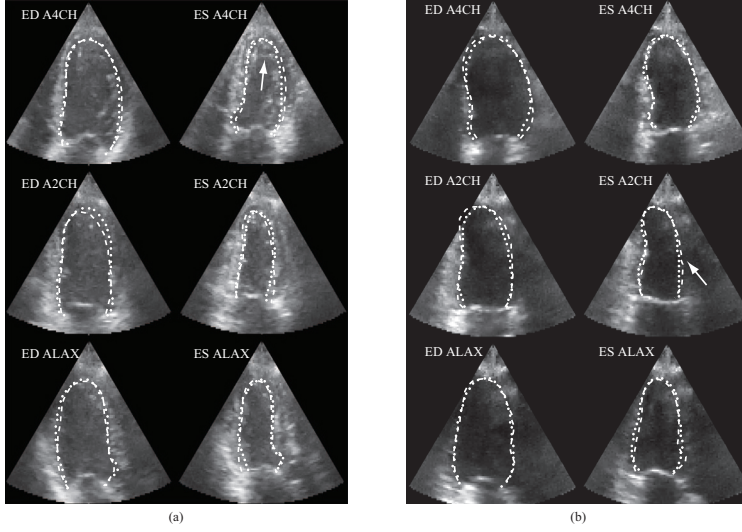 ED A4CH
ES A4CH
ED A2CH
ES A2CH
ED ALAX
ES ALAX
(a)
ED A4CH
ES A4CH
ED A2CH
ES A2CH
ED ALAX
ES ALAX
(b)